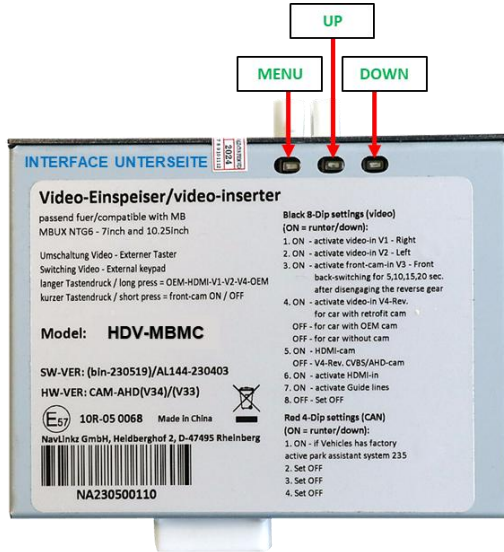 UP
MENU
DOWN
INTERFACE UNTERSEITE
2024
Video-Einspeiser/video-inserter
passend fuer/compatible with MB
MBUX NTG6 - 7inch and 10.25inch
Umschaltung Video - Externer Taster
Switching Video - External keypad
langer Tastendruck / long press = OEM-HDMI-V1-V2-V4-OEM
kurzer Tastendruck / short press = front-cam ON / OFF
Model: HDV-MBMC
SW-VER: (bin-230519)/AL144-230403
HW-VER: CAM-AHD(V34)/(V33)
E57 10R-05 0068 Made in China
NavLinkz GmbH, Heidberghof 2, D-47495 Rheinberg
NA230500110
Black 8-Dip settings (video)
(ON = runter/down):
1. ON - activate video-in V1 - Right
2. ON - activate video-in V2 - Left
3. ON - activate front-cam-in V3 - Front
back-switching for 5,10,15,20 sec.
after disengaging the reverse gear
4. ON - activate video-in V4-Rev.
for car with retrofit cam
OFF - for car with OEM cam
OFF - for car without cam
5. ON - HDMI-cam
OFF - V4-Rev. CVBS/AHD-cam
6. ON - activate HDMI-in
7. ON - activate Guide lines
8. OFF - Set OFF
Red 4-Dip settings (CAN)
(ON = runter/down):
1. ON - if Vehicles has factory
active park assistant system 235
2. Set OFF
3. Set OFF
4. Set OFF